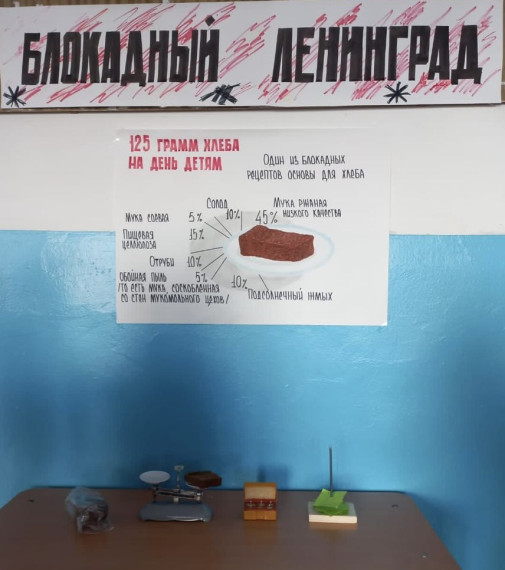 БЛОКАДНЫЙ ЛЕНИНГРАД
125 ГРАММ ХЛЕБА
НА ДЕНЬ ДЕТЯМ
ОДИН ИЗ БЛОКАДНЫХ
РЕЦЕПТОВ ОСНОВЫ ДЛЯ ХЛЕБА
СОЛОД
10%
МУКА РЖАНАЯ
НИЗКОГО КАЧЕСТВА
45%
МУКА СОЕВАЯ 5%
ПИЩЕВАЯ
ЦЕЛЛЮЛОЗА 15%
ОТРУБИ 10%
ОБОЙНАЯ ПЫЛЬ 5%
/ТО ЕСТЬ МУКА, СОСКОБЛЕННАЯ
СО СТЕН МУКОМОЛЬНОГО ЦЕХОВ/
10% ПОДСОЛНЕЧНЫЙ ЖМЫХ